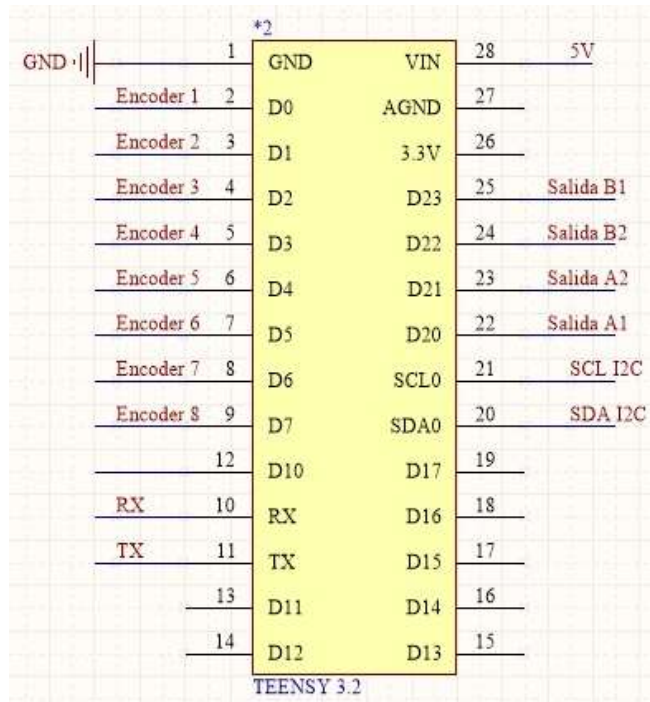 *2
GND 1 GND VIN 28 5V
Encoder 1 2 D0 AGND 27
Encoder 2 3 D1 3.3V 26
Encoder 3 4 D2 D23 25 Salida B1
Encoder 4 5 D3 D22 24 Salida B2
Encoder 5 6 D4 D21 23 Salida A2
Encoder 6 7 D5 D20 22 Salida A1
Encoder 7 8 D6 SCL0 21 SCL I2C
Encoder 8 9 D7 SDA0 20 SDA I2C
12 D10 D17 19
RX 10 RX D16 18
TX 11 TX D15 17
13 D11 D14 16
14 D12 D13 15
TEENSY 3.2